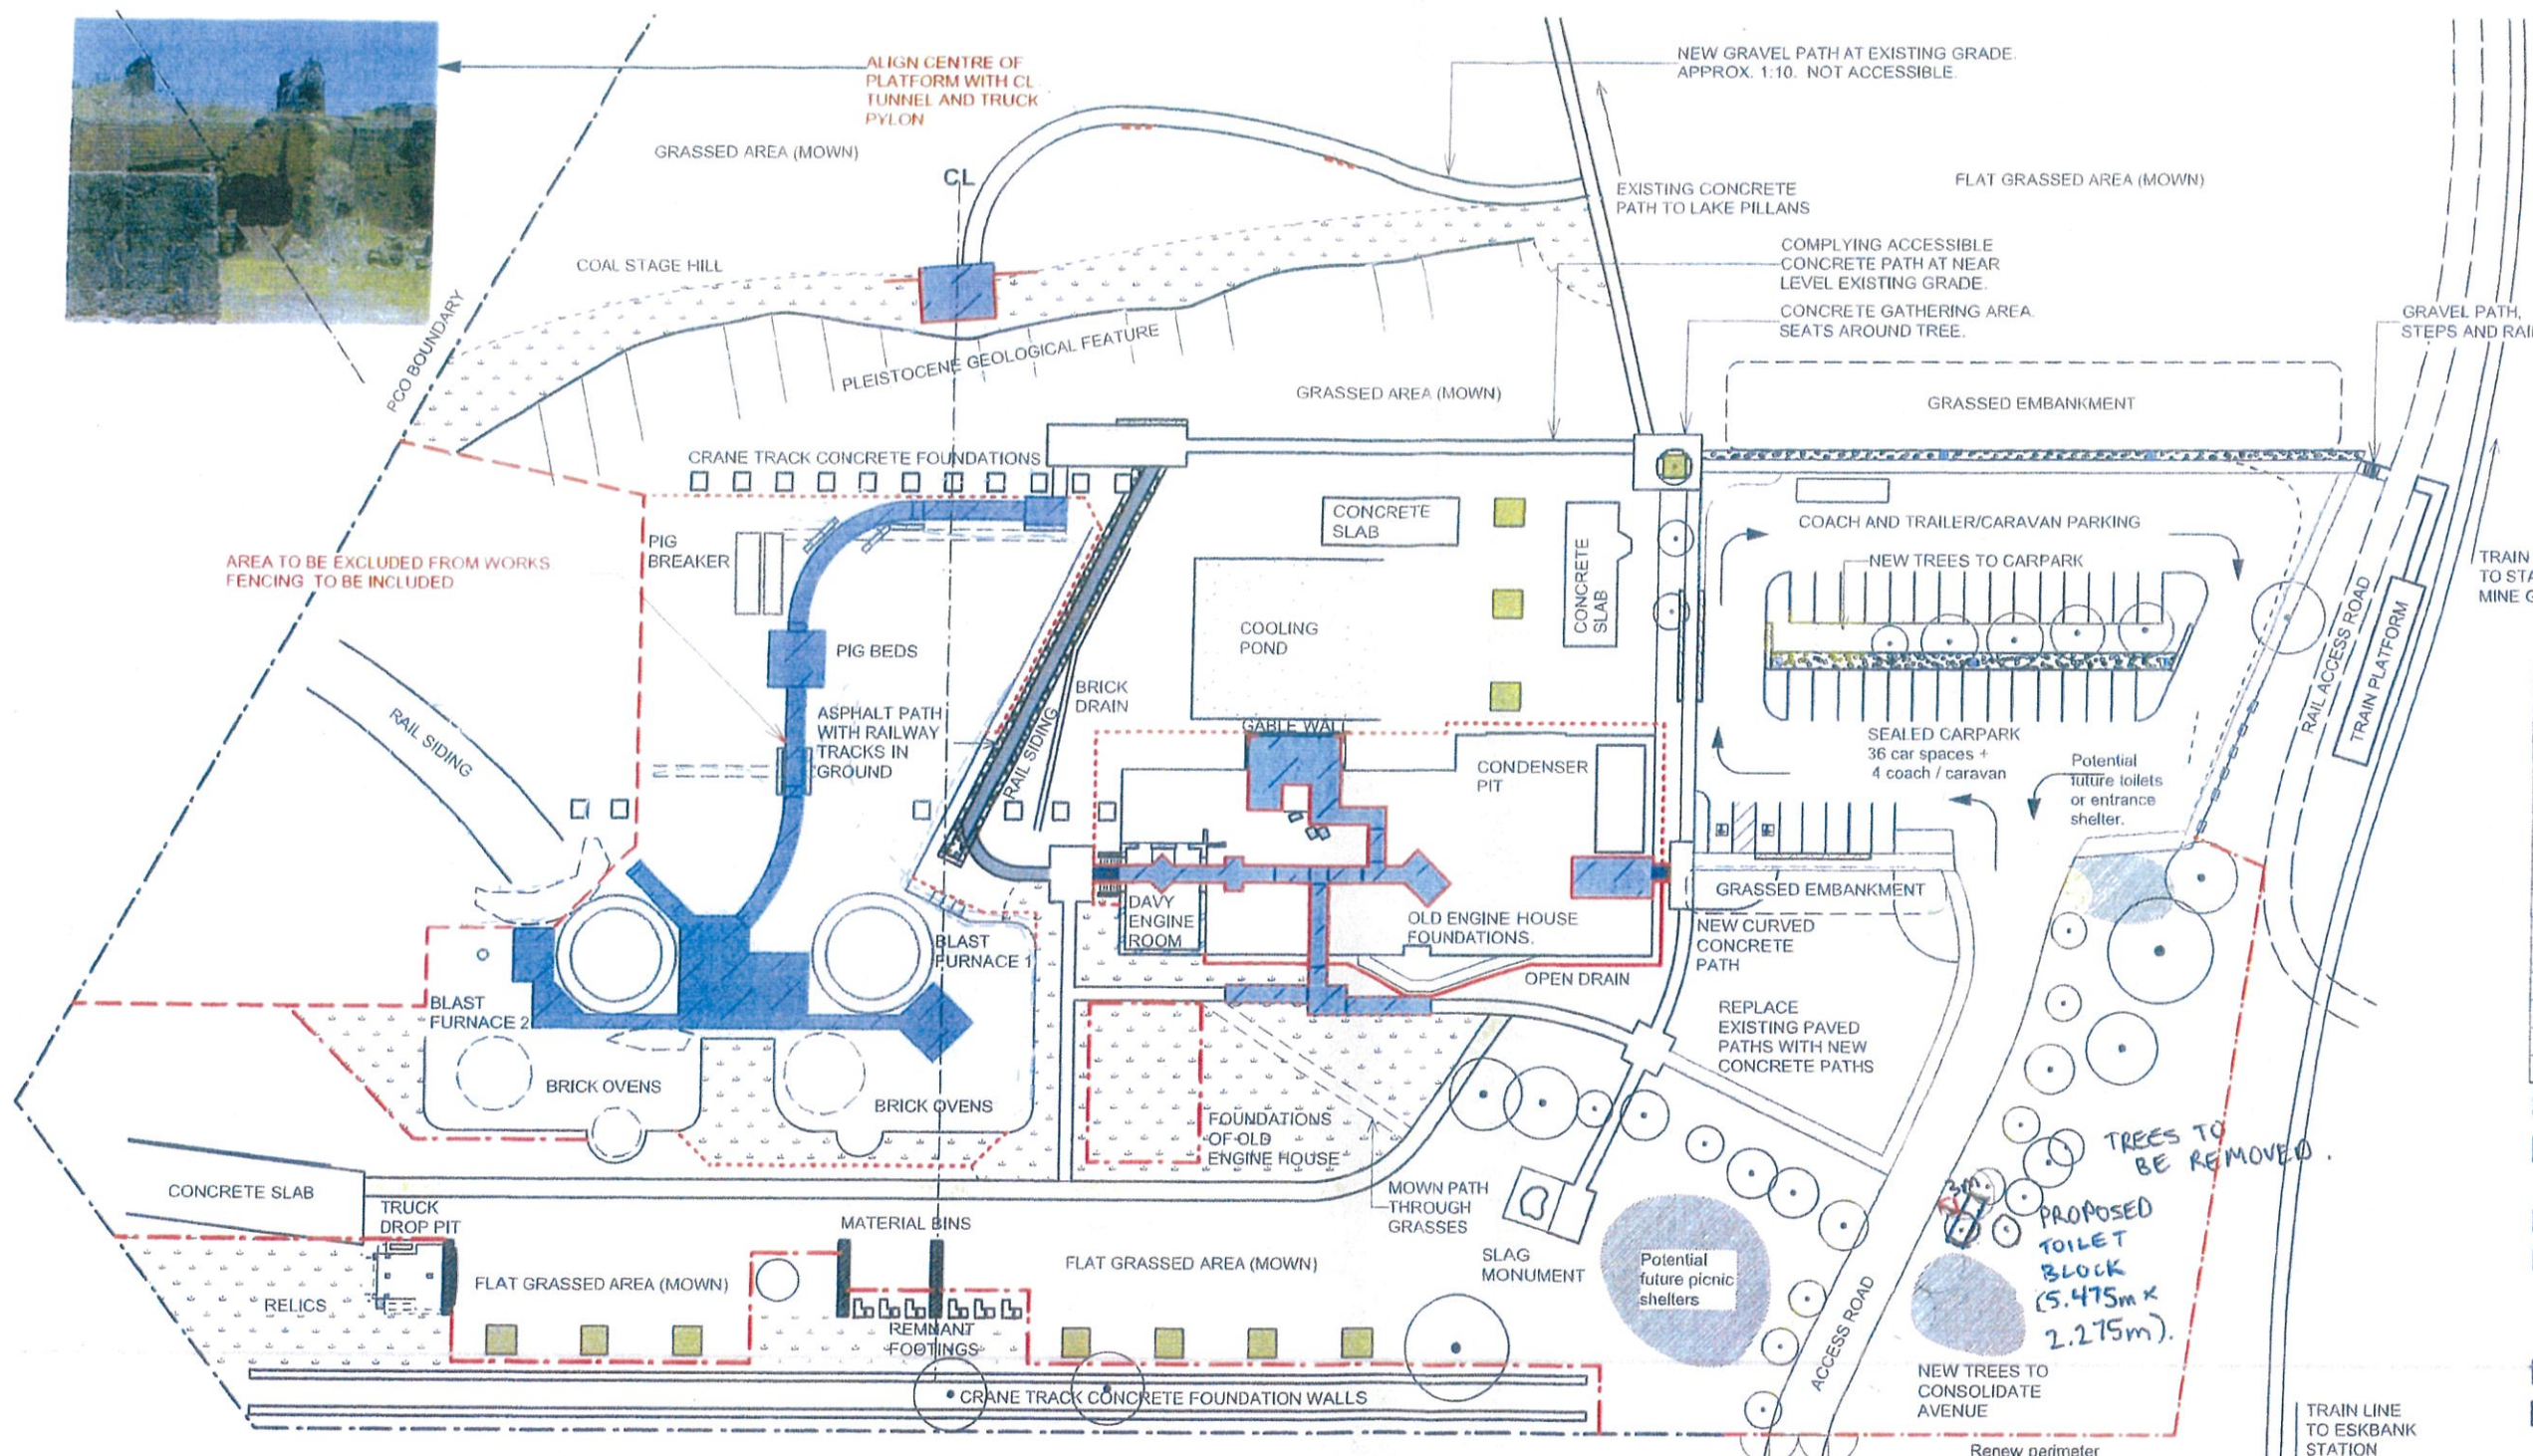 ALIGN CENTRE OF
PLATFORM WITH CL
TUNNEL AND TRUCK
PYLON
NEW GRAVEL PATH AT EXISTING GRADE.
APPROX. 1:10. NOT ACCESSIBLE.
GRASSED AREA (MOWN)
CL
EXISTING CONCRETE
PATH TO LAKE PILLANS
FLAT GRASSED AREA (MOWN)
COAL STAGE HILL
COMPLYING ACCESSIBLE
CONCRETE PATH AT NEAR
LEVEL EXISTING GRADE.
CONCRETE GATHERING AREA.
SEATS AROUND TREE.
GRAVEL PATH,
STEPS AND RAI
PCO BOUNDARY
PLEISTOCENE GEOLOGICAL FEATURE
GRASSED AREA (MOWN)
GRASSED EMBANKMENT
CRANE TRACK CONCRETE FOUNDATIONS
AREA TO BE EXCLUDED FROM WORKS
FENCING TO BE INCLUDED
PIG
BREAKER
CONCRETE
SLAB
CONCRETE
SLAB
COACH AND TRAILER/CARAVAN PARKING
NEW TREES TO CARPARK
TRAIN
TO STA
MINE G
RAIL ACCESS ROAD
TRAIN PLATFORM
PIG BEDS
COOLING
POND
BRICK
DRAIN
RAIL SIDING
ASPHALT PATH
WITH RAILWAY
TRACKS IN
GROUND
RAIL SIDING
GABLE WALL
CONDENSER
PIT
SEALED CARPARK
36 car spaces +
4 coach / caravan
Potential
future toilets
or entrance
shelter.
DAVY
ENGINE
ROOM
OLD ENGINE HOUSE
FOUNDATIONS.
GRASSED EMBANKMENT
NEW CURVED
CONCRETE
PATH
BLAST
FURNACE 1
OPEN DRAIN
BLAST
FURNACE 2
REPLACE
EXISTING PAVED
PATHS WITH NEW
CONCRETE PATHS
BRICK OVENS
BRICK OVENS
FOUNDATIONS
OF OLD
ENGINE HOUSE
TREES TO
BE REMOVED.
CONCRETE SLAB
TRUCK
DROP PIT
MATERIAL BINS
MOWN PATH
THROUGH
GRASSES
3m
PROPOSED
TOILET
BLOCK
(5.475m x
2.275m).
SLAG
MONUMENT
Potential
future picnic
shelters
FLAT GRASSED AREA (MOWN)
FLAT GRASSED AREA (MOWN)
RELICS
REMNANT
FOOTINGS
ACCESS ROAD
NEW TREES TO
CONSOLIDATE
AVENUE
CRANE TRACK CONCRETE FOUNDATION WALLS
TRAIN LINE
TO ESKBANK
STATION
Renew perimeter